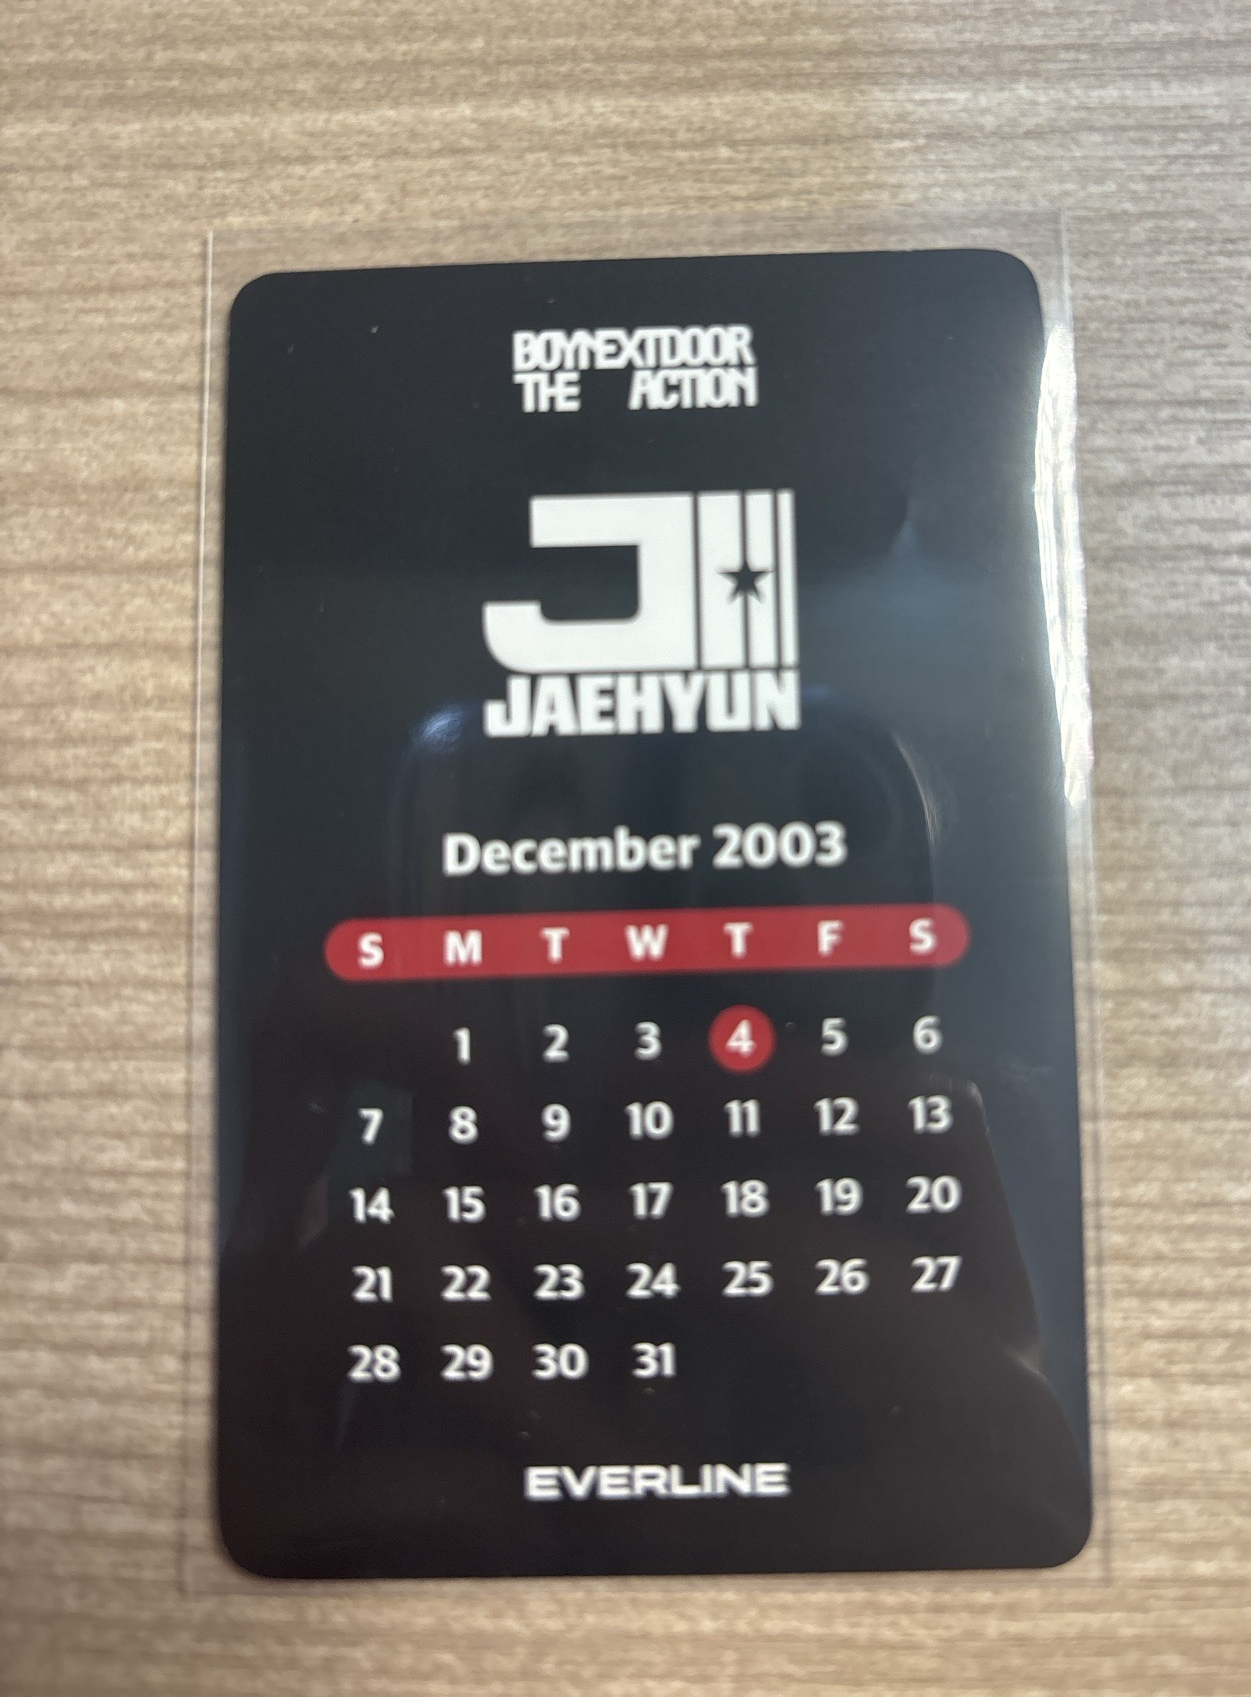 BOYNEXTDOOR
THE ACTION
JH
JAEHYUN
December 2003
S M T W T F S
1 2 3 4 5 6
7 8 9 10 11 12 13
14 15 16 17 18 19 20
21 22 23 24 25 26 27
28 29 30 31
EVERLINE